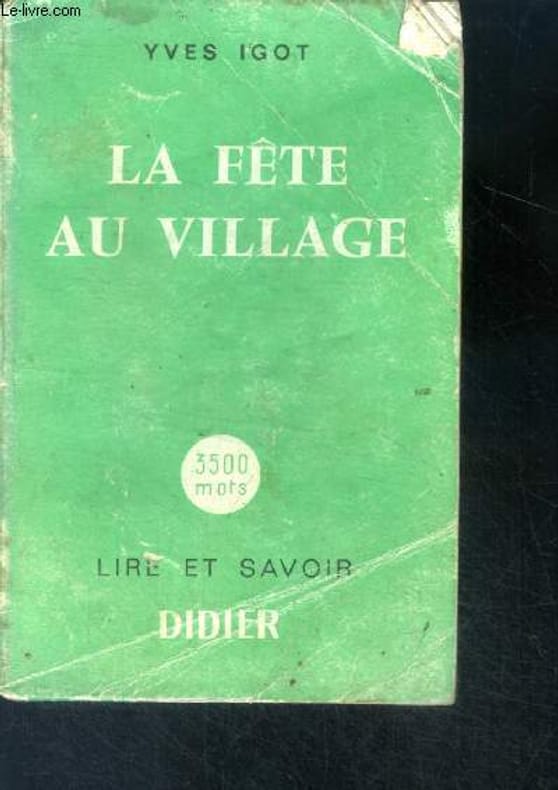 Le-livre.com
YVES IGOT
LA FÊTE
AU VILLAGE
3500
mots
LIRE ET SAVOIR
DIDIER